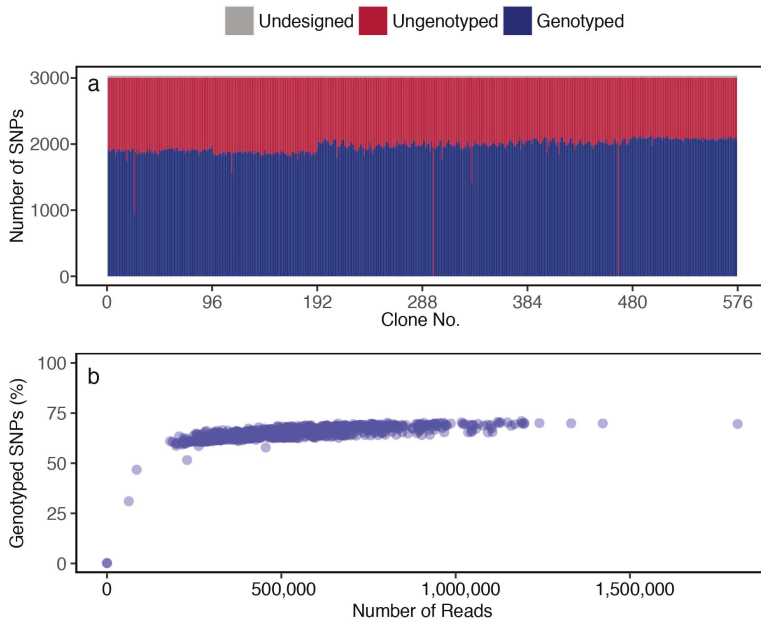 Undesigned Ungenotyped Genotyped
a
Number of SNPs
3000
2000
1000
0
0 96 192 288 384 480 576
Clone No.
b
Genotyped SNPs (%)
100
75
50
25
0
0 500,000 1,000,000 1,500,000
Number of Reads